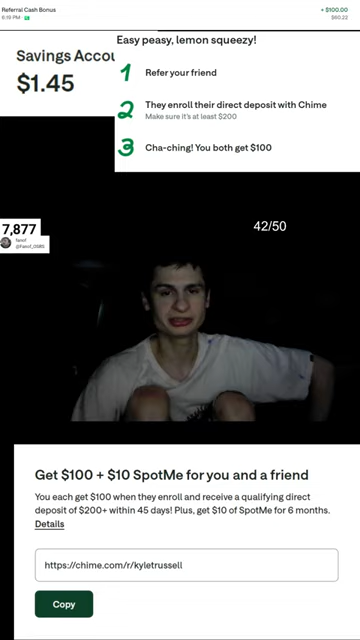 Referral Cash Bonus
+ $100.00
6:19 PM
$60.22
Easy peasy, lemon squeezy!
Savings Accou
$1.45
1 Refer your friend
2 They enroll their direct deposit with Chime
Make sure it's at least $200
3 Cha-ching! You both get $100
7,877
42/50
Get $100 + $10 SpotMe for you and a friend
You each get $100 when they enroll and receive a qualifying direct
deposit of $200+ within 45 days! Plus, get $10 of SpotMe for 6 months.
Details
https://chime.com/r/kyletrussell
Copy